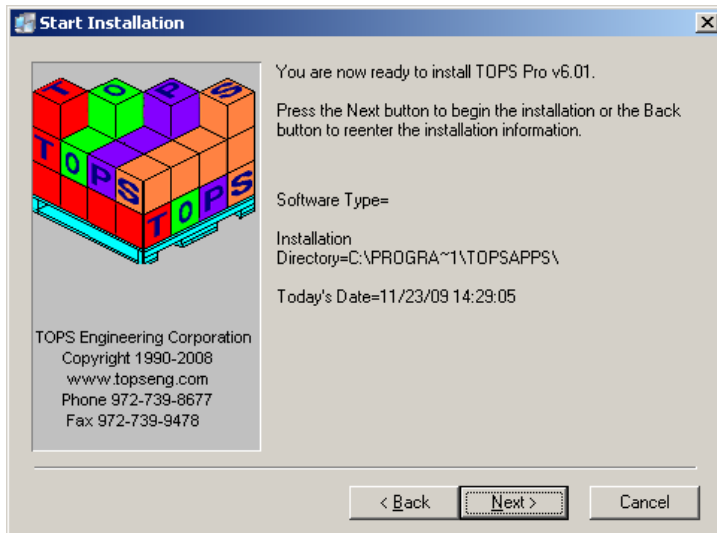 Start Installation
T O P S
TOPS
TOPS
You are now ready to install TOPS Pro v6.01.
Press the Next button to begin the installation or the Back
button to reenter the installation information.
Software Type=
Installation
Directory=C:\PROGRA~1\TOPSAPPS\
Today's Date=11/23/09 14:29:05
TOPS Engineering Corporation
Copyright 1990-2008
www.topseng.com
Phone 972-739-8677
Fax 972-739-9478
< Back
Next >
Cancel